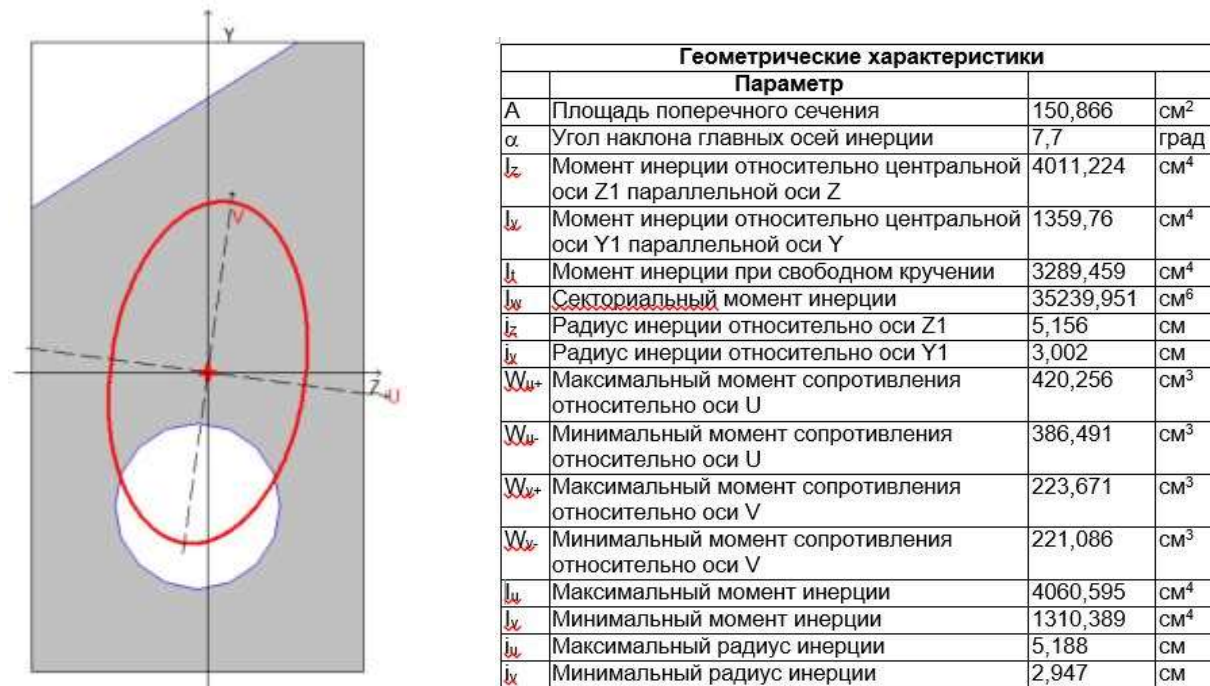 Y
V
Z
U
Геометрические характеристики
Параметр
A Площадь поперечного сечения 150,866 см²
α Угол наклона главных осей инерции 7,7 град
Iz Момент инерции относительно центральной 4011,224 см⁴
оси Z1 параллельной оси Z
Iy Момент инерции относительно центральной 1359,76 см⁴
оси Y1 параллельной оси Y
It Момент инерции при свободном кручении 3289,459 см⁴
Iw Секториальный момент инерции 35239,951 см⁶
iz Радиус инерции относительно оси Z1 5,156 см
iy Радиус инерции относительно оси Y1 3,002 см
Wu+ Максимальный момент сопротивления 420,256 см³
относительно оси U
Wu- Минимальный момент сопротивления 386,491 см³
относительно оси U
Wv+ Максимальный момент сопротивления 223,671 см³
относительно оси V
Wv- Минимальный момент сопротивления 221,086 см³
относительно оси V
Iu Максимальный момент инерции 4060,595 см⁴
Iv Минимальный момент инерции 1310,389 см⁴
iu Максимальный радиус инерции 5,188 см
iv Минимальный радиус инерции 2,947 см